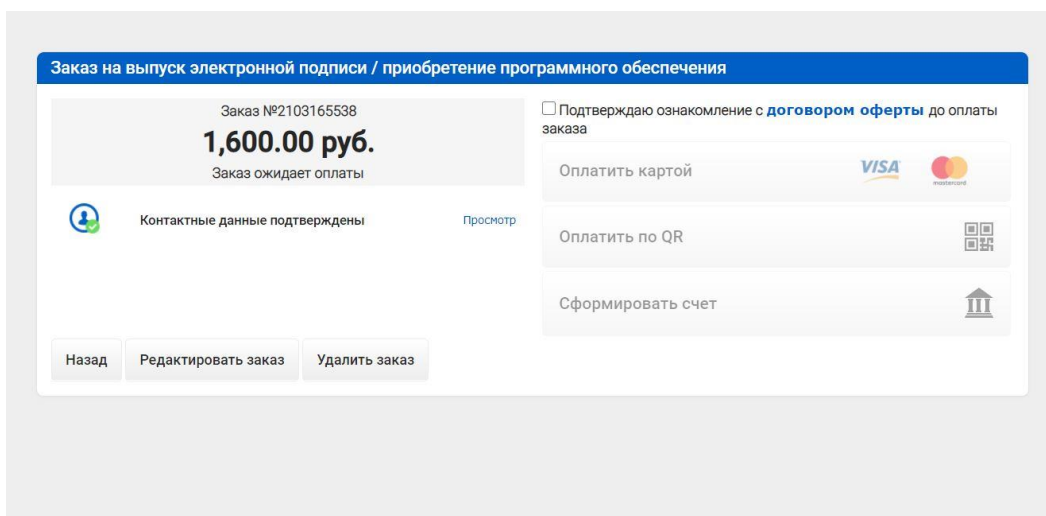 Заказ на выпуск электронной подписи / приобретение программного обеспечения
Заказ №2103165538
1,600.00 руб.
Заказ ожидает оплаты
Контактные данные подтверждены
Просмотр
Назад
Редактировать заказ
Удалить заказ
Подтверждаю ознакомление с договором оферты до оплаты
заказа
Оплатить картой
VISA
mastercard
Оплатить по QR
Сформировать счет